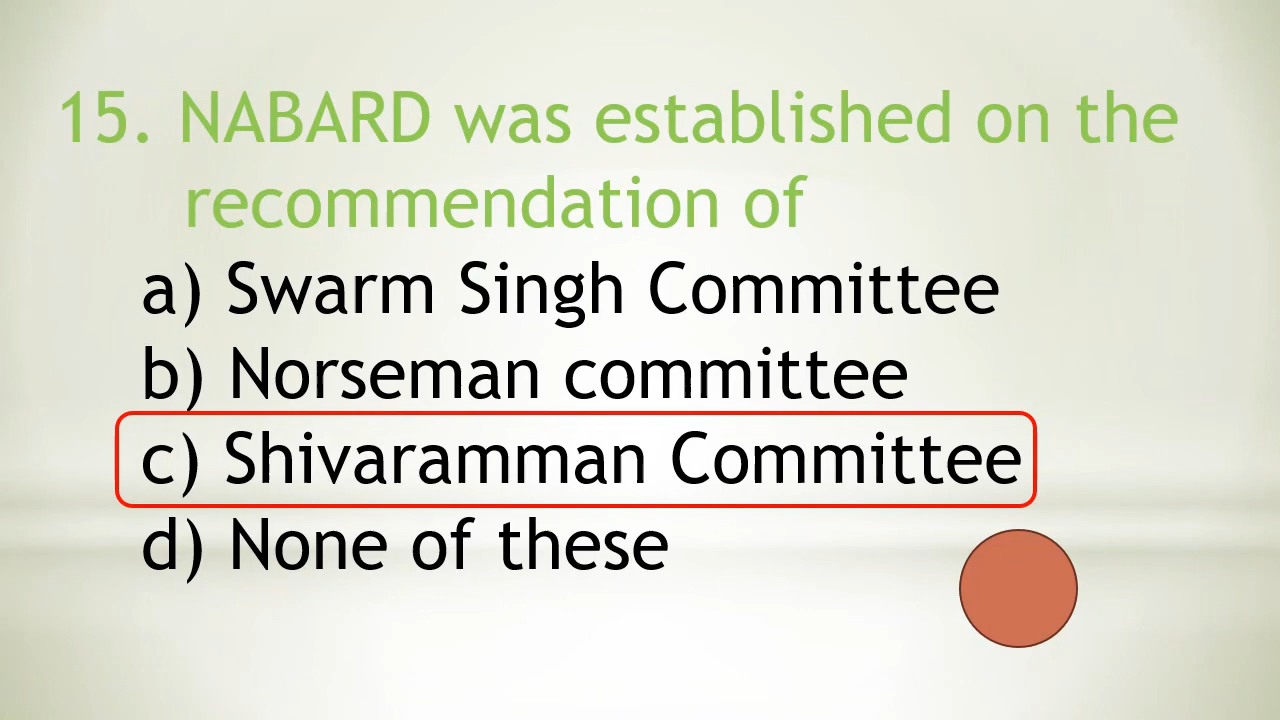 15. NABARD was established on the
recommendation of
a) Swarm Singh Committee
b) Norseman committee
c) Shivaramman Committee
d) None of these